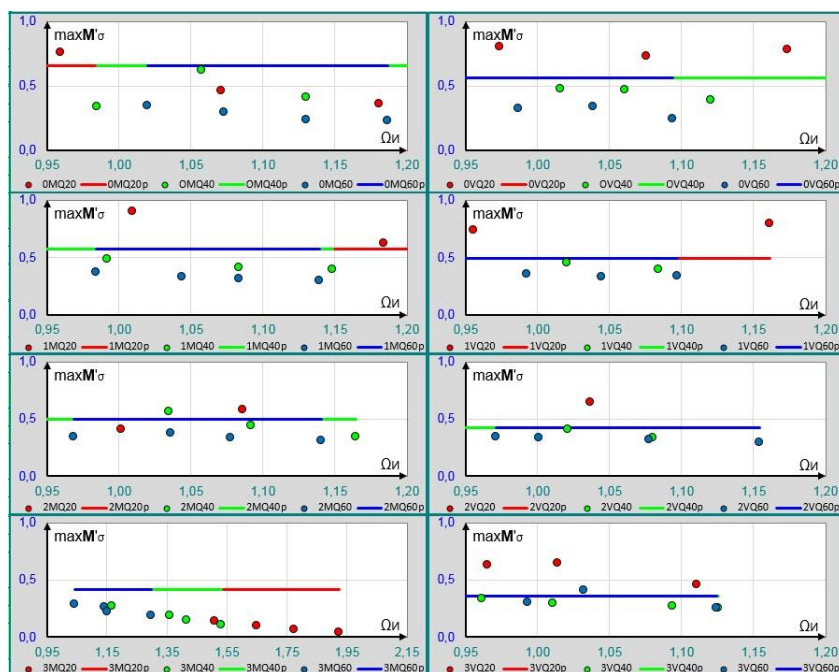 1,0 maxM'σ
0,5
0,0 Ωи
0,95 1,00 1,05 1,10 1,15 1,20
0MQ20 0MQ20p OMQ40 OMQ40p 0MQ60 0MQ60p
1,0 maxM'σ
0,5
0,0 Ωи
0,95 1,00 1,05 1,10 1,15 1,20
0VQ20 0VQ20p OVQ40 OVQ40p 0VQ60 0VQ60p
1,0 maxM'σ
0,5
0,0 Ωи
0,95 1,00 1,05 1,10 1,15 1,20
1MQ20 1MQ20p 1MQ40 1MQ40p 1MQ60 1MQ60p
1,0 maxM'σ
0,5
0,0 Ωи
0,95 1,00 1,05 1,10 1,15 1,20
1VQ20 1VQ20p 1VQ40 1VQ40p 1VQ60 1VQ60p
1,0 maxM'σ
0,5
0,0 Ωи
0,95 1,00 1,05 1,10 1,15 1,20
2MQ20 2MQ20p 2MQ40 2MQ40p 2MQ60 2MQ60p
1,0 maxM'σ
0,5
0,0 Ωи
0,95 1,00 1,05 1,10 1,15 1,20
2VQ20 2VQ20p 2VQ40 2VQ40p 2VQ60 2VQ60p
1,0 maxM'σ
0,5
0,0 Ωи
0,95 1,15 1,35 1,55 1,75 1,95 2,15
3MQ20 3MQ20p 3MQ40 3MQ40p 3MQ60 3MQ60p
1,0 maxM'σ
0,5
0,0 Ωи
0,95 1,00 1,05 1,10 1,15 1,20
3VQ20 3VQ20p 3VQ40 3VQ40p 3VQ60 3VQ60p